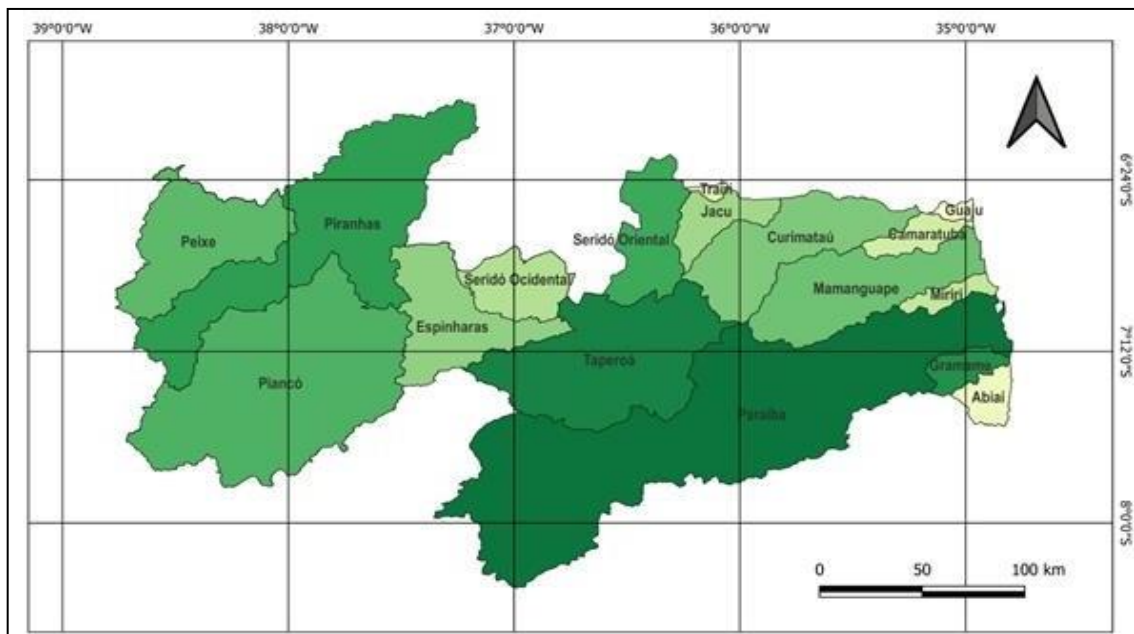 39°0'0"W 38°0'0"W 37°0'0"W 36°0'0"W 35°0'0"W
6°24'0"S
Trairi
Guaju
Jacu
Piranhas
Camaratuba
Peixe
Seridó Oriental
Curimataú
Seridó Ocidental
Mamanguape
Miriri
Espinharas
7°12'0"S
Taperoá
Gramame
Piancó
Abiai
Paraíba
8°0'0"S
0 50 100 km